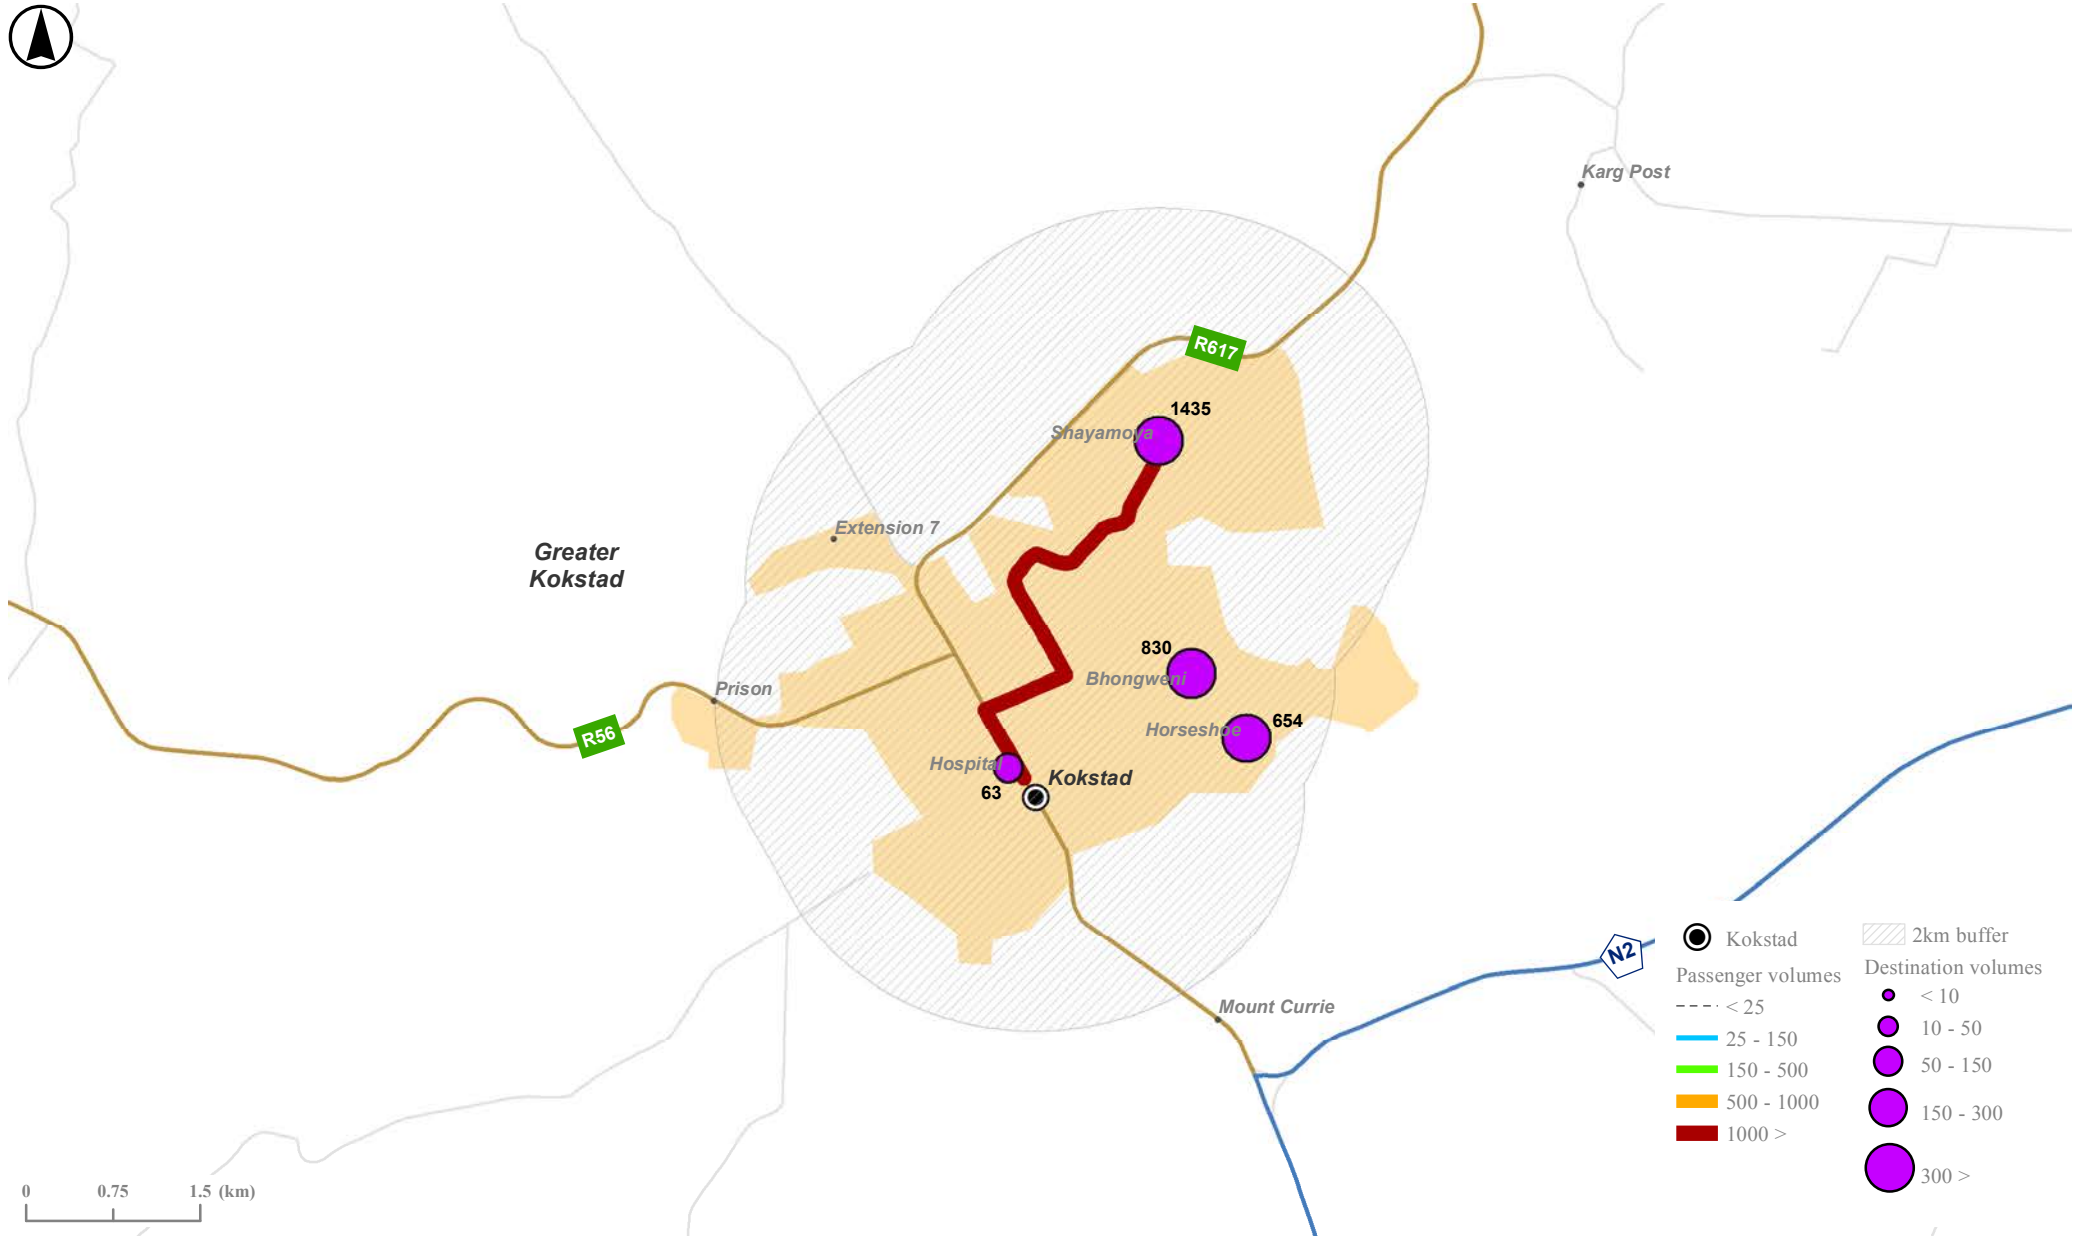 Karg Post
R617
1435
Shayamoya
Extension 7
Greater
Kokstad
830
Bhongweni
Prison
654
Horseshoe
R56
Hospital
Kokstad
63
Mount Currie
N2
Kokstad
Passenger volumes
< 25
25 - 150
150 - 500
500 - 1000
1000 >
2km buffer
Destination volumes
< 10
10 - 50
50 - 150
150 - 300
300 >
0 0.75 1.5 (km)